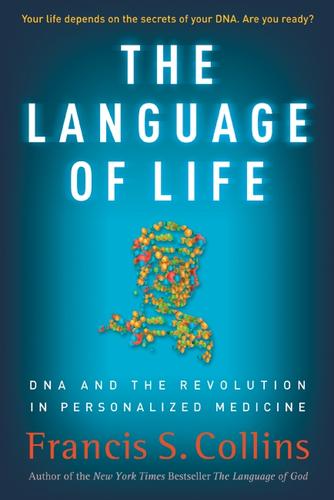 Your life depends on the secrets of your DNA. Are you ready?
THE
LANGUAGE
OF LIFE
DNA AND THE REVOLUTION
IN PERSONALIZED MEDICINE
Francis S. Collins
Author of the New York Times Bestseller The Language of God